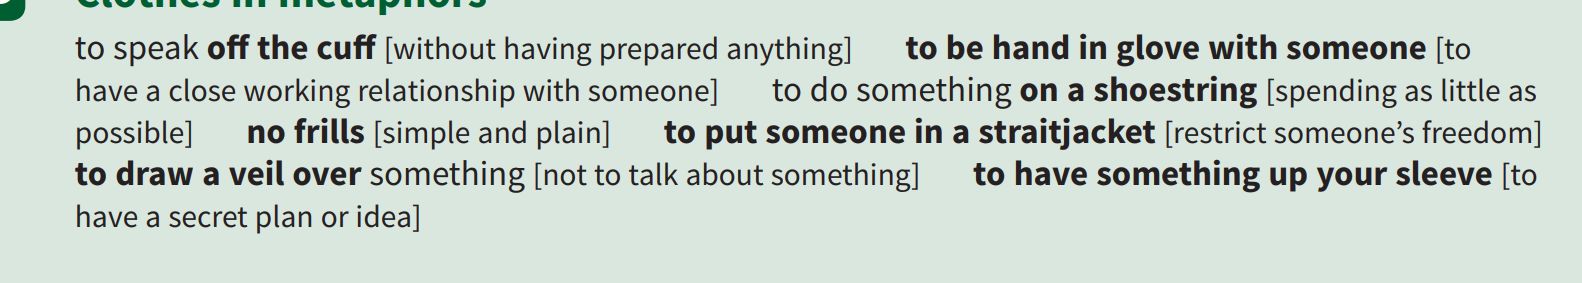 Clothes in metaphors
to speak off the cuff [without having prepared anything] to be hand in glove with someone [to
have a close working relationship with someone] to do something on a shoestring [spending as little as
possible] no frills [simple and plain] to put someone in a straitjacket [restrict someone’s freedom]
to draw a veil over something [not to talk about something] to have something up your sleeve [to
have a secret plan or idea]